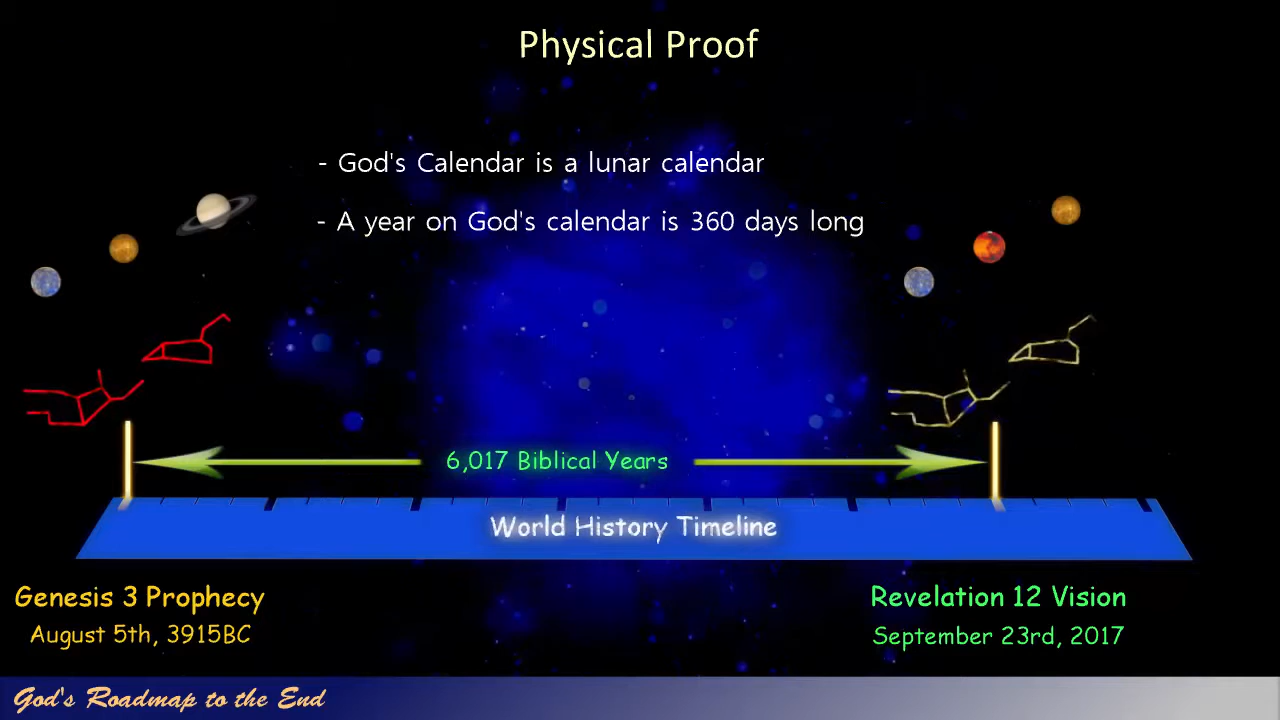 Physical Proof
- God's Calendar is a lunar calendar
- A year on God's calendar is 360 days long
6,017 Biblical Years
World History Timeline
Genesis 3 Prophecy
August 5th, 3915BC
Revelation 12 Vision
September 23rd, 2017
God's Roadmap to the End